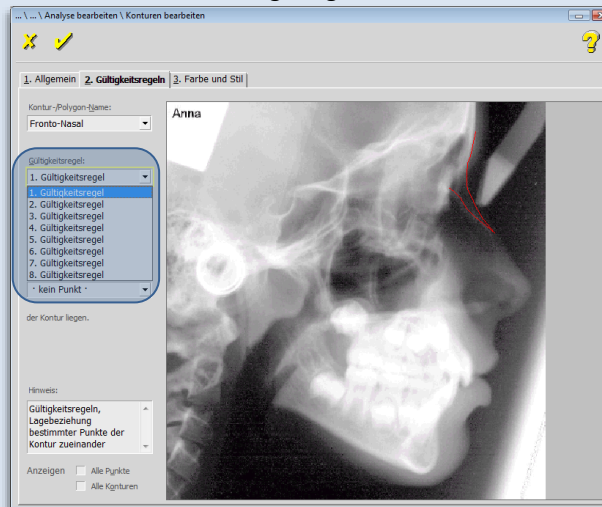 ... \ ... \ Analyse bearbeiten \ Konturen bearbeiten
1. Allgemein 2. Gültigkeitsregeln 3. Farbe und Stil
Kontur-/Polygon-Name:
Fronto-Nasal
Gültigkeitsregel:
1. Gültigkeitsregel
1. Gültigkeitsregel
2. Gültigkeitsregel
3. Gültigkeitsregel
4. Gültigkeitsregel
5. Gültigkeitsregel
6. Gültigkeitsregel
7. Gültigkeitsregel
8. Gültigkeitsregel
· kein Punkt ·
der Kontur liegen.
Hinweis:
Gültigkeitsregeln,
Lagebeziehung
bestimmter Punkte der
Kontur zueinander
Anzeigen Alle Punkte
Alle Konturen
Anna